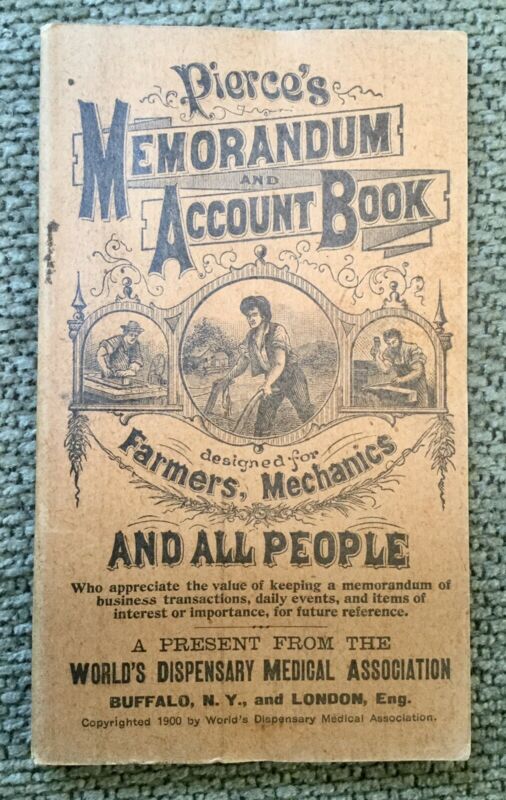 Pierce's
MEMORANDUM
AND
ACCOUNT BOOK
designed for
Farmers, Mechanics
AND ALL PEOPLE
Who appreciate the value of keeping a memorandum of
business transactions, daily events, and items of
interest or importance, for future reference.
A PRESENT FROM THE
WORLD'S DISPENSARY MEDICAL ASSOCIATION
BUFFALO, N. Y., and LONDON, Eng.
Copyrighted 1900 by World's Dispensary Medical Association.